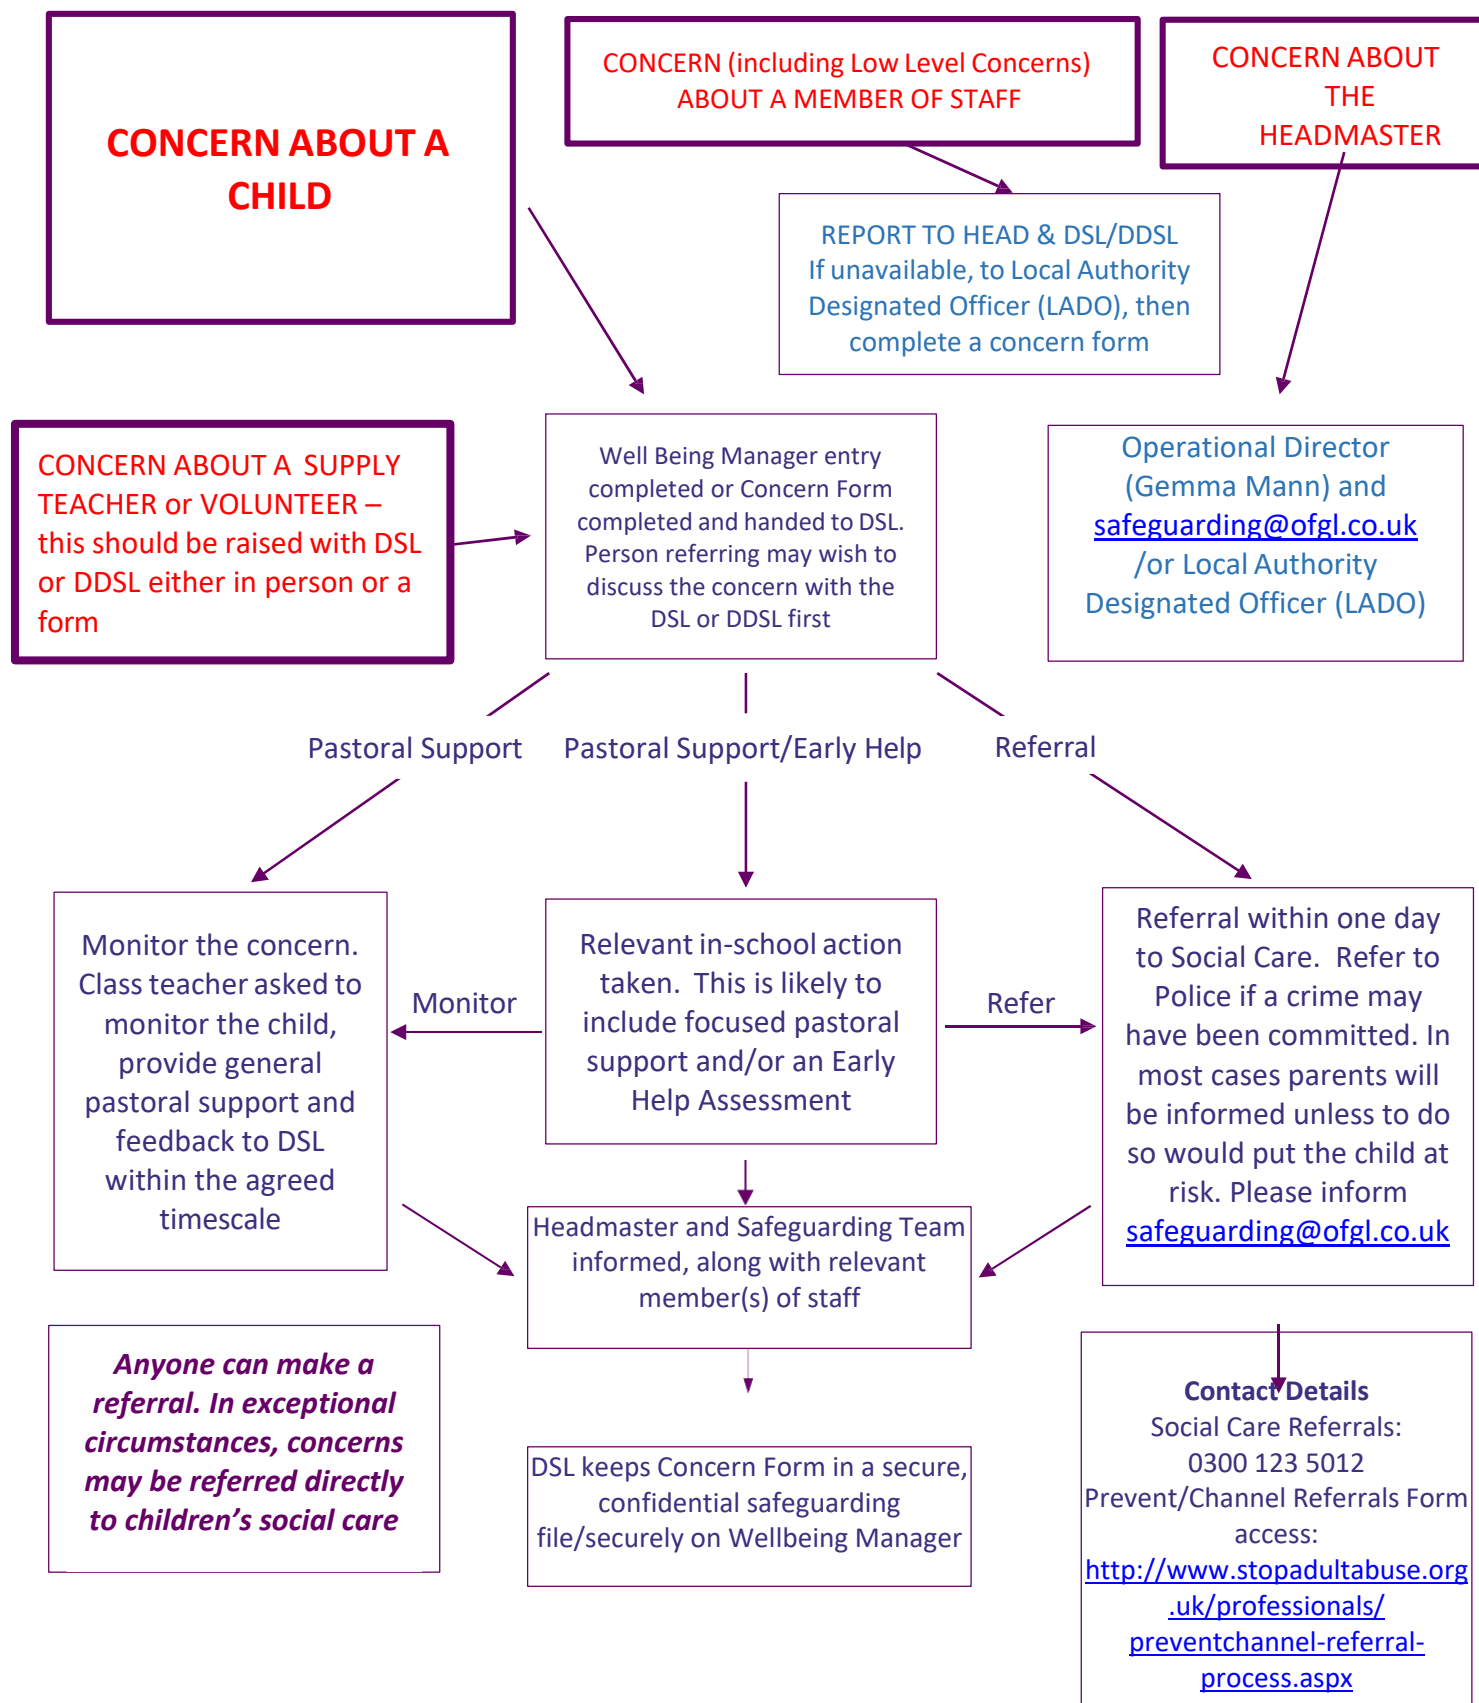 CONCERN ABOUT A
CHILD
CONCERN (including Low Level Concerns)
ABOUT A MEMBER OF STAFF
CONCERN ABOUT
THE
HEADMASTER
REPORT TO HEAD & DSL/DDSL
If unavailable, to Local Authority
Designated Officer (LADO), then
complete a concern form
CONCERN ABOUT A SUPPLY
TEACHER or VOLUNTEER –
this should be raised with DSL
or DDSL either in person or a
form
Well Being Manager entry
completed or Concern Form
completed and handed to DSL.
Person referring may wish to
discuss the concern with the
DSL or DDSL first
Operational Director
(Gemma Mann) and
safeguarding@ofgl.co.uk
/or Local Authority
Designated Officer (LADO)
Pastoral Support
Pastoral Support/Early Help
Referral
Monitor the concern.
Class teacher asked to
monitor the child,
provide general
pastoral support and
feedback to DSL
within the agreed
timescale
Monitor
Relevant in-school action
taken. This is likely to
include focused pastoral
support and/or an Early
Help Assessment
Refer
Referral within one day
to Social Care. Refer to
Police if a crime may
have been committed. In
most cases parents will
be informed unless to do
so would put the child at
risk. Please inform
safeguarding@ofgl.co.uk
Headmaster and Safeguarding Team
informed, along with relevant
member(s) of staff
Anyone can make a
referral. In exceptional
circumstances, concerns
may be referred directly
to children’s social care
DSL keeps Concern Form in a secure,
confidential safeguarding
file/securely on Wellbeing Manager
Contact Details
Social Care Referrals:
0300 123 5012
Prevent/Channel Referrals Form
access:
http://www.stopadultabuse.org
.uk/professionals/
preventchannel-referral-
process.aspx